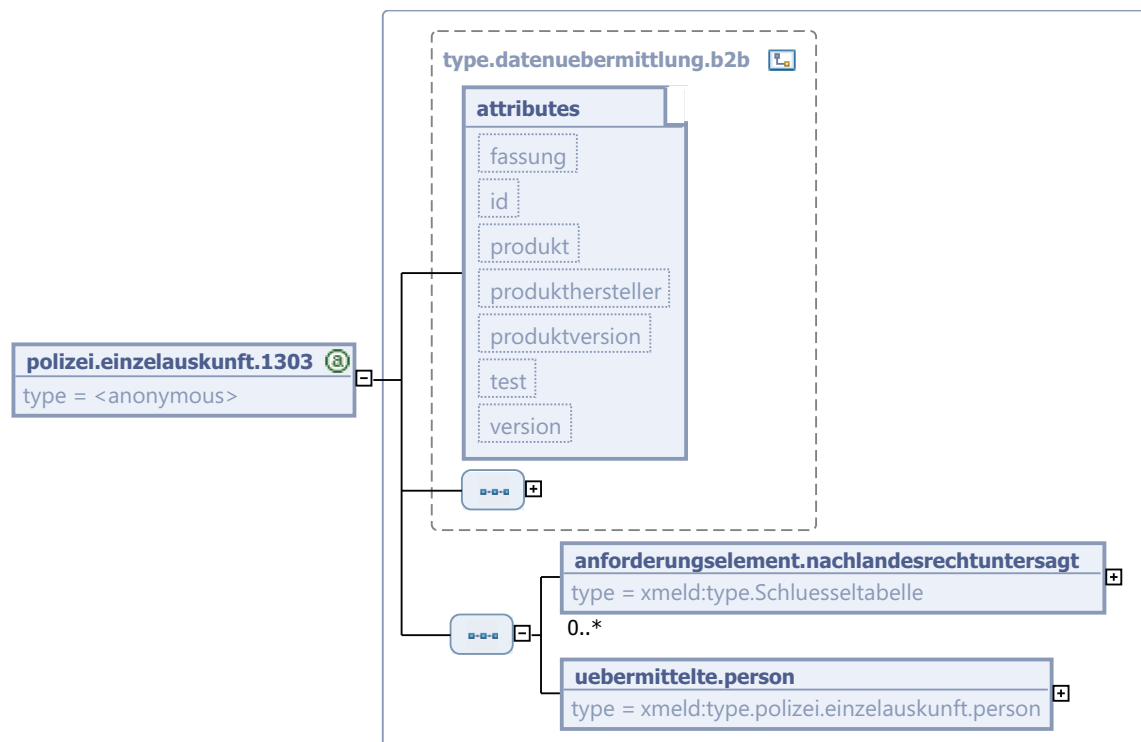 type.datenuebermittlung.b2b
attributes
fassung
id
produkt
produkthersteller
produktversion
test
version
polizei.einzelauskunft.1303 a
type = <anonymous>
anforderungselement.nachlandesrechtuntersagt
type = xmeld:type.Schluesseltabelle
0..*
uebermittelte.person
type = xmeld:type.polizei.einzelauskunft.person